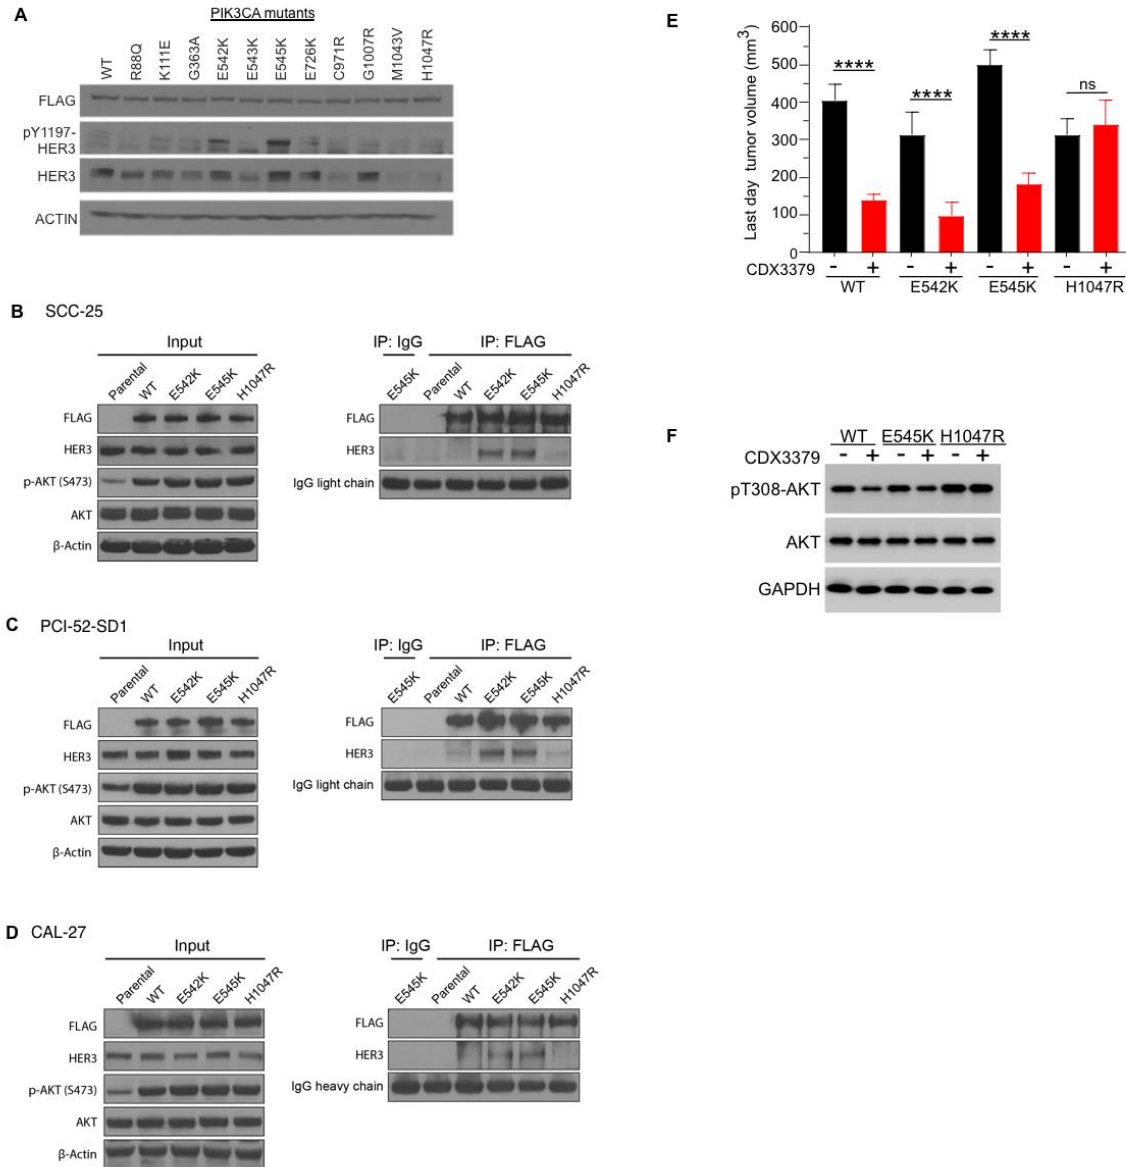 A
PIK3CA mutants
WT R88Q K111E G363A E542K E543K E545K E726K C971R G1007R M1043V H1047R
FLAG
pY1197-
HER3
HER3
ACTIN
B SCC-25
Input
Parental WT E542K E545K H1047R
FLAG
HER3
p-AKT (S473)
AKT
β-Actin
IP: IgG IP: FLAG
E545K Parental WT E542K E545K H1047R
FLAG
HER3
IgG light chain
C PCI-52-SD1
Input
Parental WT E542K E545K H1047R
FLAG
HER3
p-AKT (S473)
AKT
β-Actin
IP: IgG IP: FLAG
E545K Parental WT E542K E545K H1047R
FLAG
HER3
IgG light chain
D CAL-27
Input
Parental WT E542K E545K H1047R
FLAG
HER3
p-AKT (S473)
AKT
β-Actin
IP: IgG IP: FLAG
E545K Parental WT E542K E545K H1047R
FLAG
HER3
IgG heavy chain
E
Last day tumor volume (mm3)
600
500
400
300
200
100
0
**** **** **** ns
CDX3379 - + - + - + - +
WT E542K E545K H1047R
F
WT E545K H1047R
CDX3379 - + - + - +
pT308-AKT
AKT
GAPDH